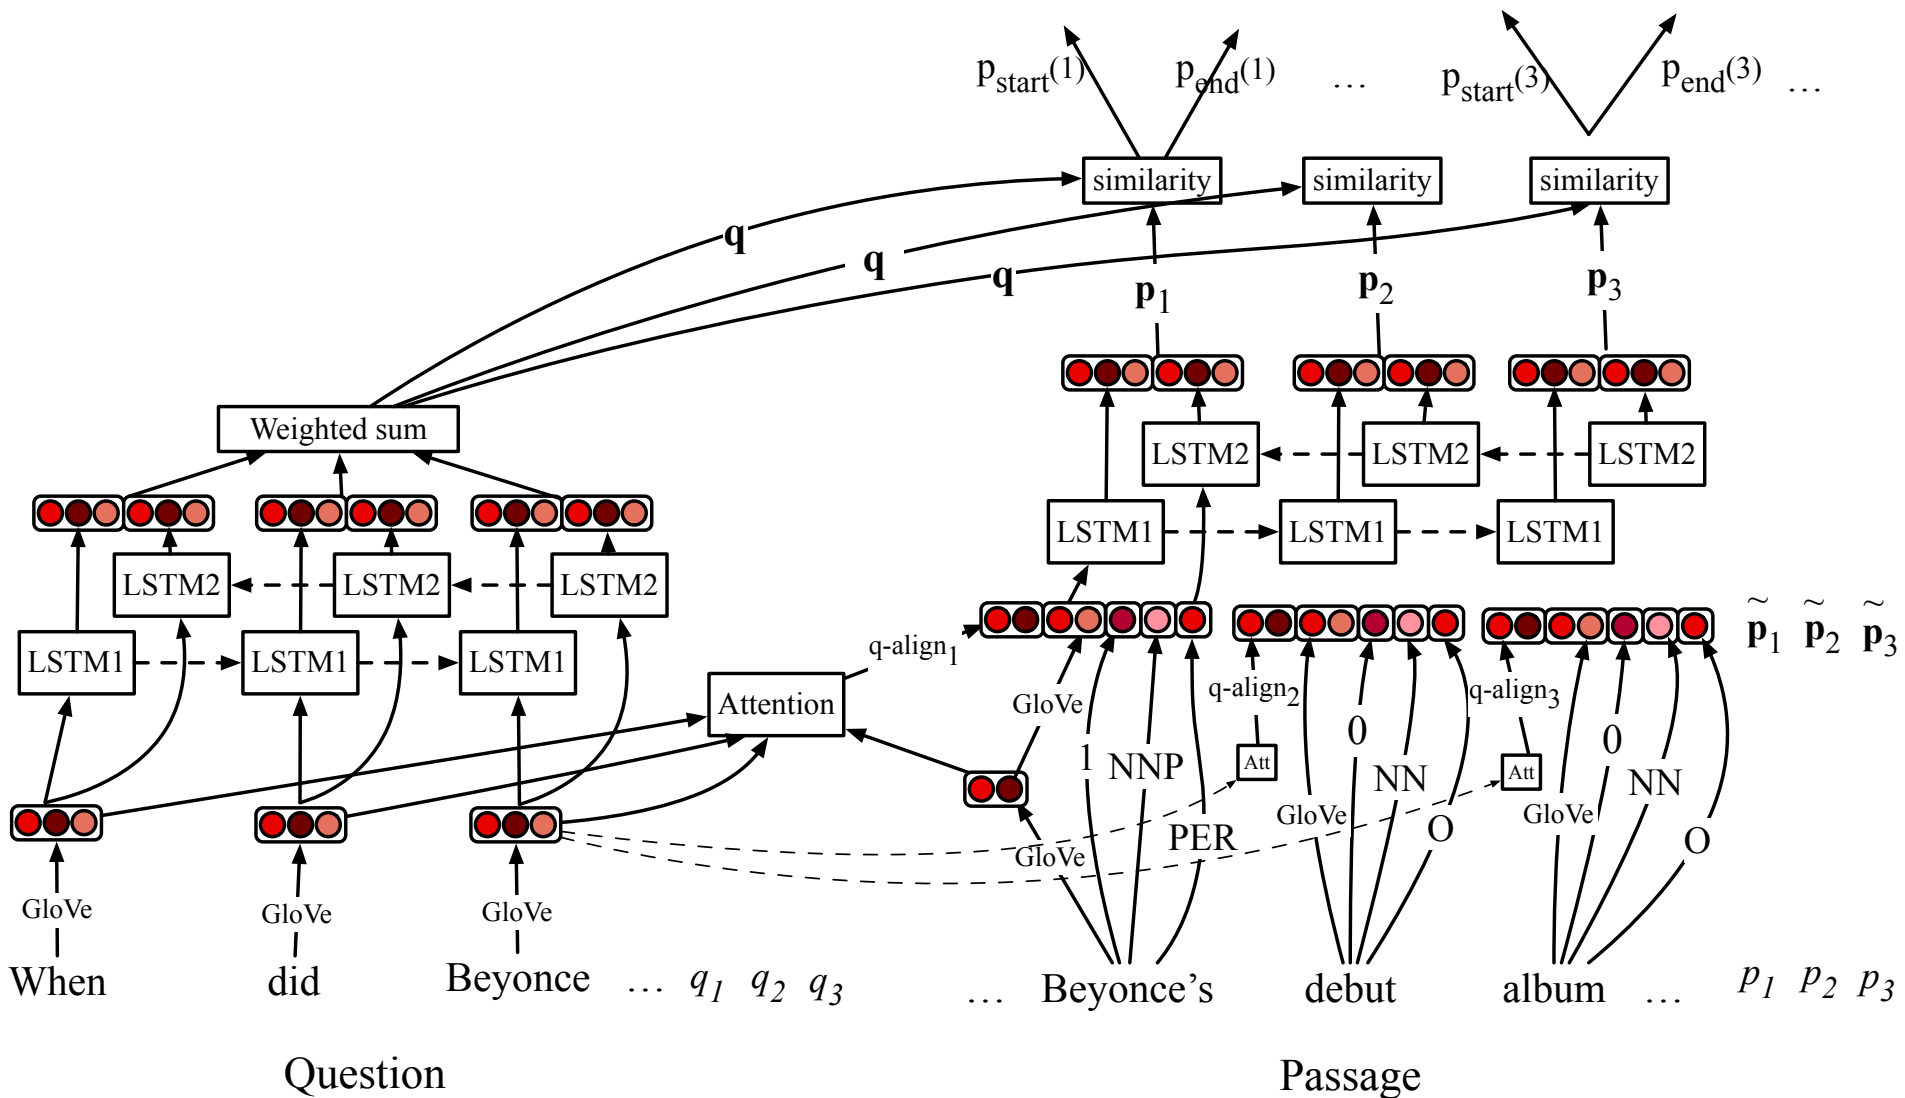 p_start(1) p_end(1) … p_start(3) p_end(3) …
similarity similarity similarity
q
q
q
p_1 p_2 p_3
Weighted sum
LSTM2 LSTM2 LSTM2
LSTM1 LSTM1 LSTM1
LSTM2 LSTM2 LSTM2
LSTM1 LSTM1 LSTM1
q-align_1
p̃_1 p̃_2 p̃_3
Attention
GloVe q-align_2 q-align_3
1 NNP 0 NN 0 NN
Att Att
GloVe GloVe
PER O O
GloVe
GloVe GloVe GloVe
When did Beyonce … q_1 q_2 q_3
… Beyonce’s debut album … p_1 p_2 p_3
Question Passage